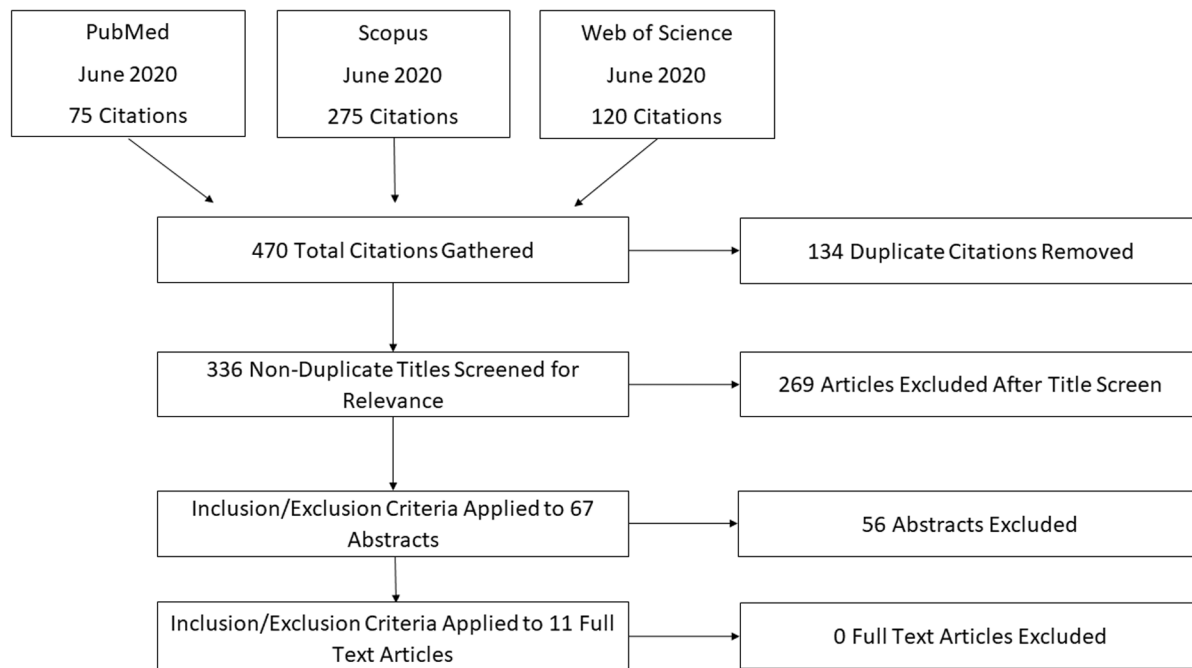 PubMed
June 2020
75 Citations
Scopus
June 2020
275 Citations
Web of Science
June 2020
120 Citations
470 Total Citations Gathered
134 Duplicate Citations Removed
336 Non-Duplicate Titles Screened for
Relevance
269 Articles Excluded After Title Screen
Inclusion/Exclusion Criteria Applied to 67
Abstracts
56 Abstracts Excluded
Inclusion/Exclusion Criteria Applied to 11 Full
Text Articles
0 Full Text Articles Excluded